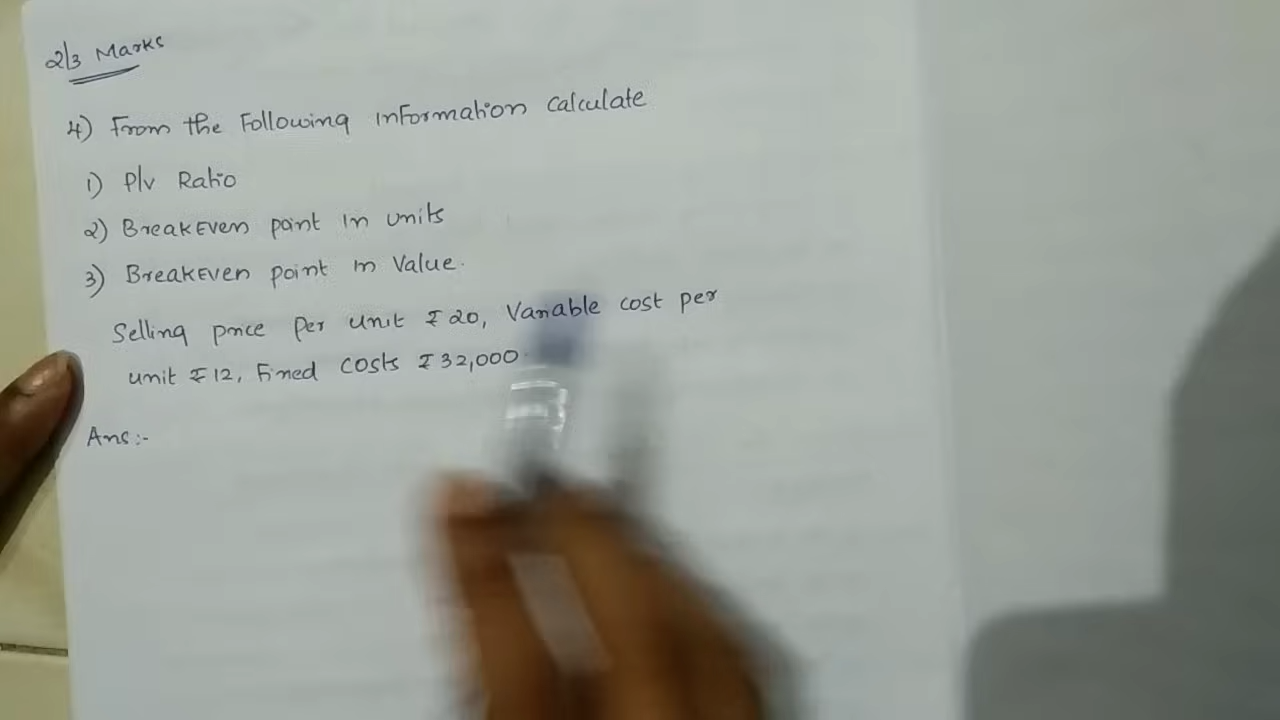 2/3 Marks
4) From the Following information calculate
1) P/v Ratio
2) BreakEven point in units
3) BreakEven point in Value.
Selling price Per unit ₹ 20, Variable cost per
unit ₹ 12, Fixed costs ₹ 32,000.
Ans:-